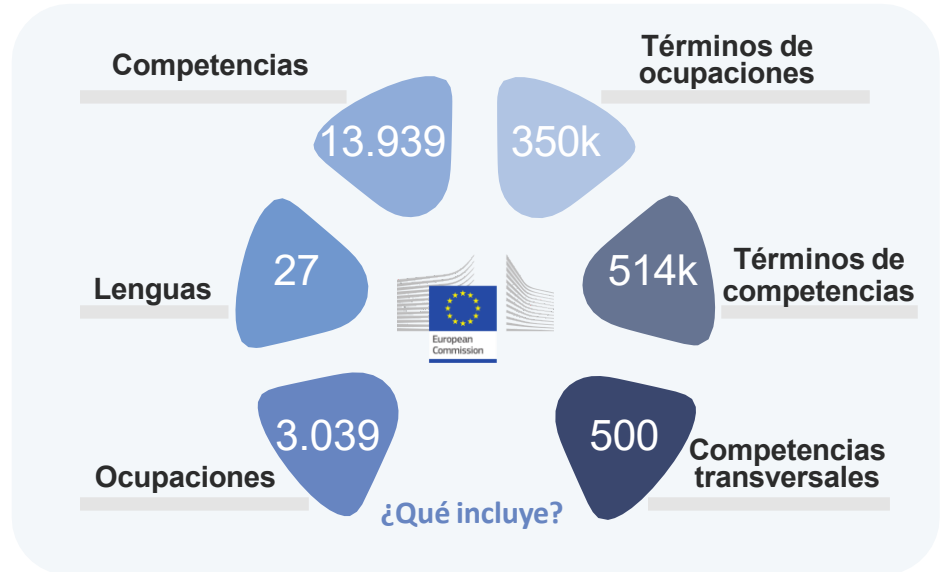 Competencias
13.939
Términos de
ocupaciones
350k
Lenguas
27
514k
Términos de
competencias
European
Commission
Ocupaciones
3.039
500
Competencias
transversales
¿Qué incluye?